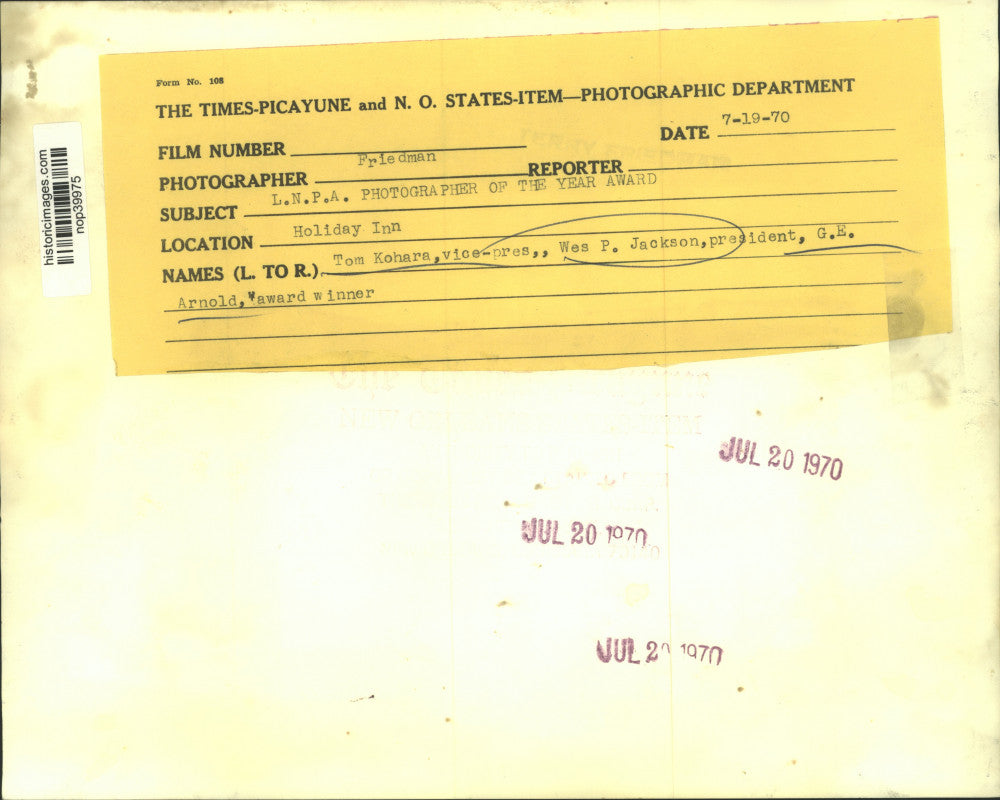 Form No. 108
THE TIMES-PICAYUNE and N. O. STATES-ITEM—PHOTOGRAPHIC DEPARTMENT
FILM NUMBER DATE 7-19-70
PHOTOGRAPHER Friedman REPORTER
SUBJECT L.N.P.A. PHOTOGRAPHER OF THE YEAR AWARD
LOCATION Holiday Inn
NAMES (L. TO R.) Tom Kohara,vice-pres,, Wes P. Jackson,president, G.E.
Arnold, award winner
historicimages.com
nop39975
JUL 20 1970
JUL 20 1970
JUL 20 1970